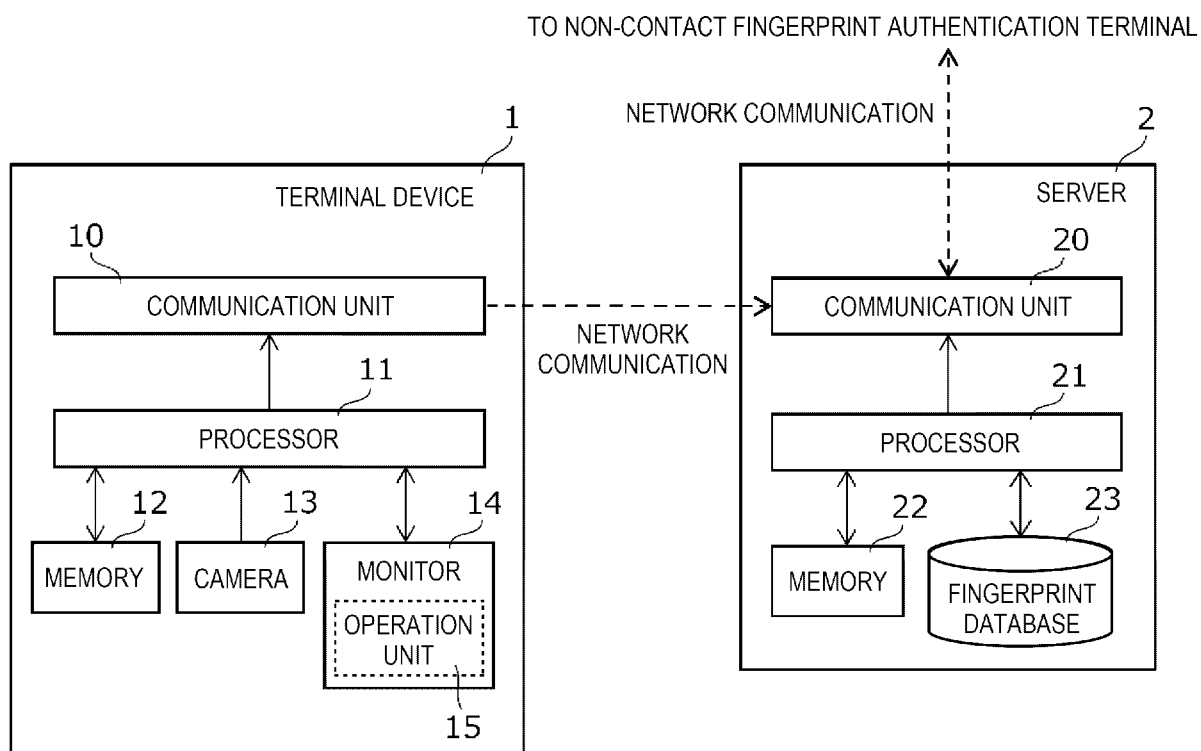 TO NON-CONTACT FINGERPRINT AUTHENTICATION TERMINAL
NETWORK COMMUNICATION
1
2
TERMINAL DEVICE
SERVER
10
20
COMMUNICATION UNIT
COMMUNICATION UNIT
NETWORK
COMMUNICATION
11
21
PROCESSOR
PROCESSOR
12
13
14
22
23
MEMORY
CAMERA
MONITOR
OPERATION
UNIT
15
MEMORY
FINGERPRINT
DATABASE